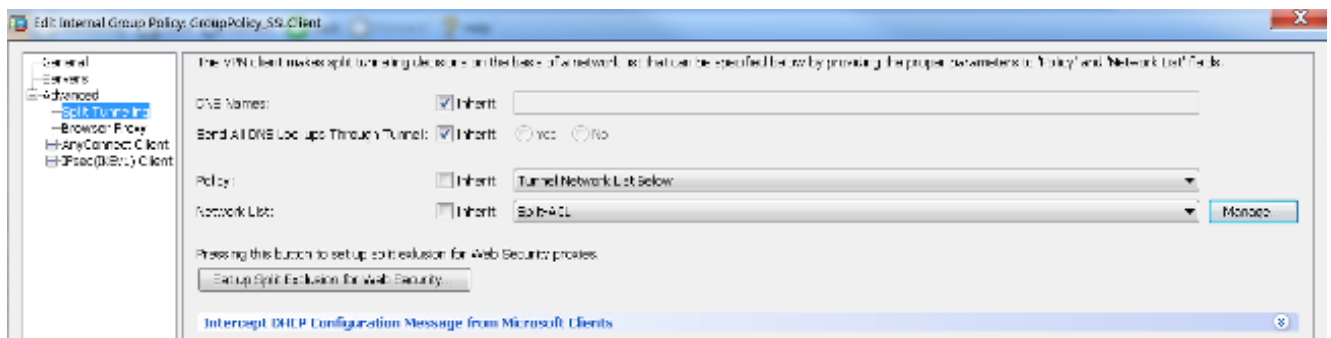 Edit Internal Group Policy: GroupPolicy_SSLClient
General
Servers
Advanced
Split Tunneling
Browser Proxy
AnyConnect Client
IPsec(IKEv1) Client
The VPN client makes split tunneling decisions on the basis of a network list that can be specified below by providing the proper parameters to 'Policy' and 'Network List' fields.
DNS Names: Inherit
Send All DNS Lookups Through Tunnel: Inherit Yes No
Policy: Inherit Tunnel Network List Below
Network List: Inherit Split-ACL Manage...
Pressing this button to set up split exlusion for Web Security proxies.
Set up Split Exclusion for Web Security...
Intercept DHCP Configuration Message from Microsoft Clients